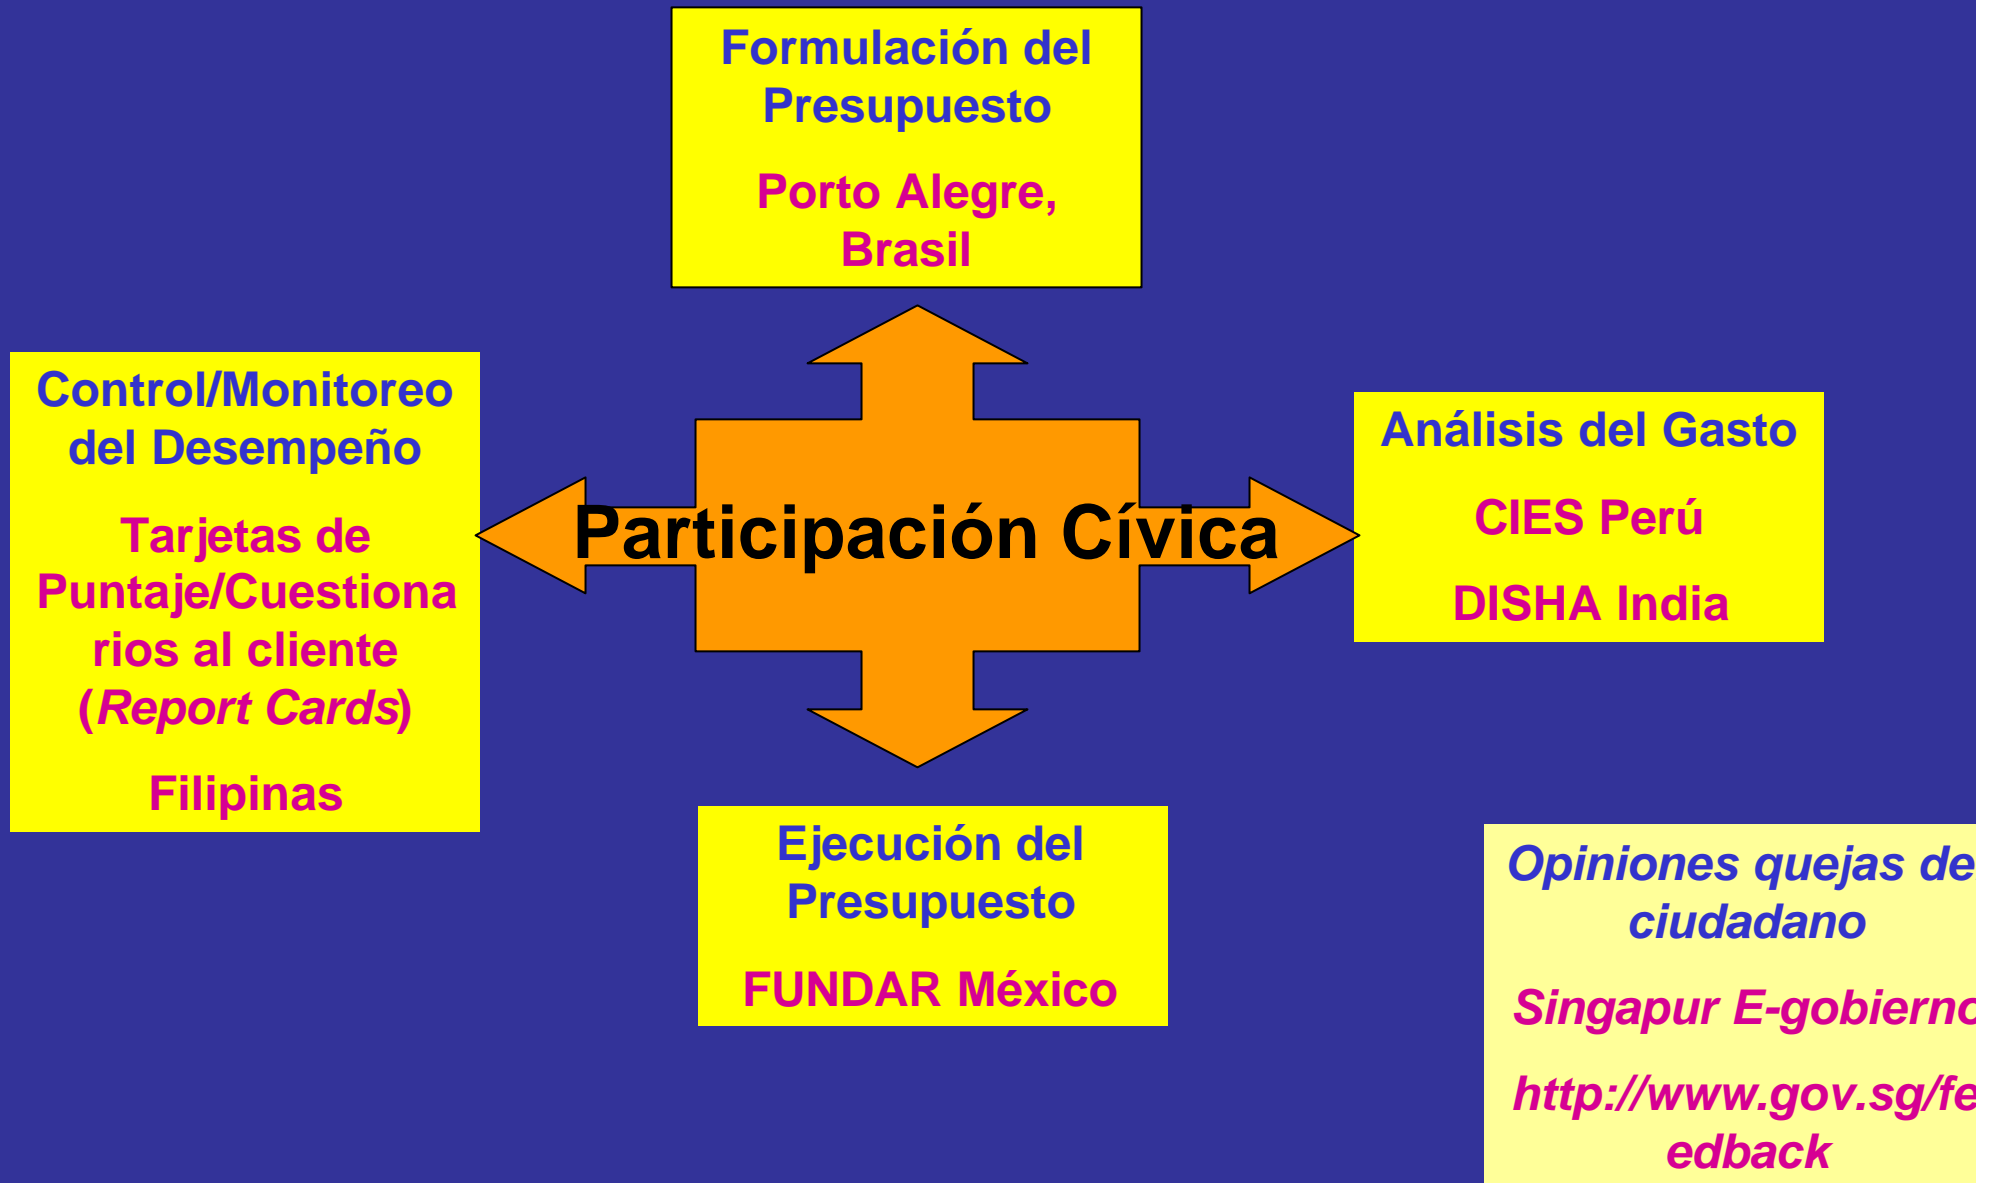 Formulación del
Presupuesto
Porto Alegre,
Brasil
Control/Monitoreo
del Desempeño
Tarjetas de
Puntaje/Cuestiona
rios al cliente
(Report Cards)
Filipinas
Participación Cívica
Análisis del Gasto
CIES Perú
DISHA India
Ejecución del
Presupuesto
FUNDAR México
Opiniones quejas de
ciudadano
Singapur E-gobierno
http://www.gov.sg/fe
edback